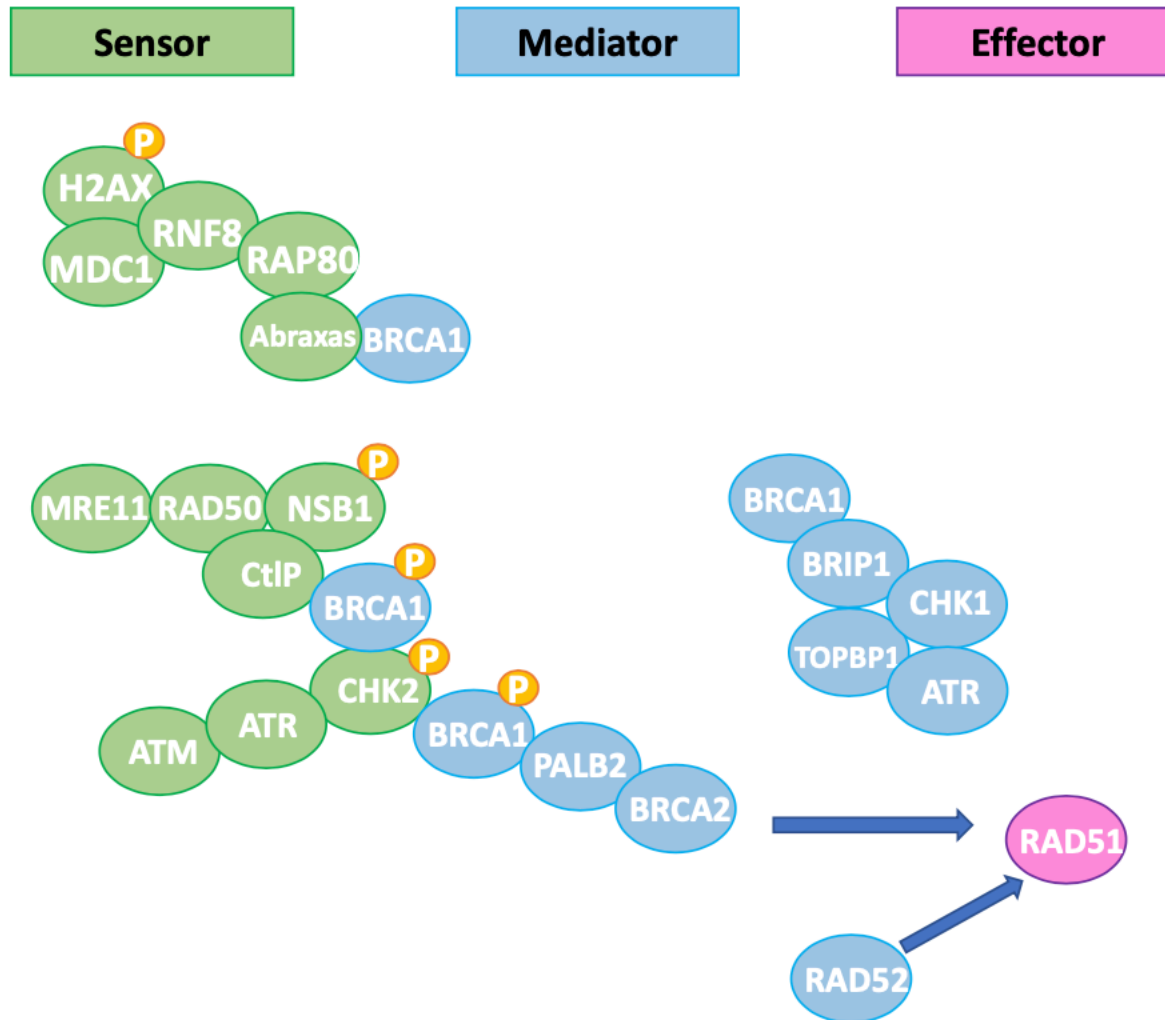 Sensor
Mediator
Effector
P
H2AX
RNF8
MDC1
RAP80
Abraxas
BRCA1
P
MRE11
RAD50
NSB1
CtlP
P
BRCA1
P
CHK2
ATR
ATM
P
BRCA1
PALB2
BRCA2
BRCA1
BRIP1
CHK1
TOPBP1
ATR
RAD51
RAD52